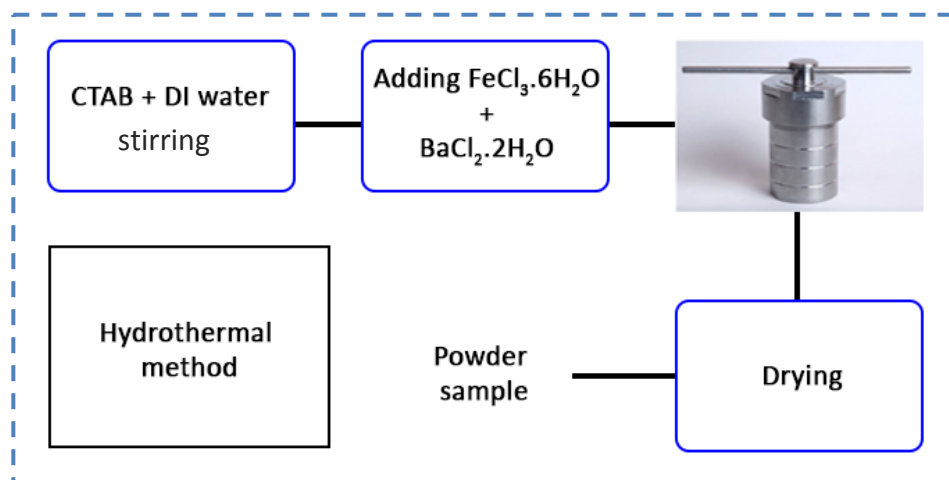 CTAB + DI water
stirring
Adding FeCl₃.6H₂O
+
BaCl₂.2H₂O
Hydrothermal
method
Powder
sample
Drying